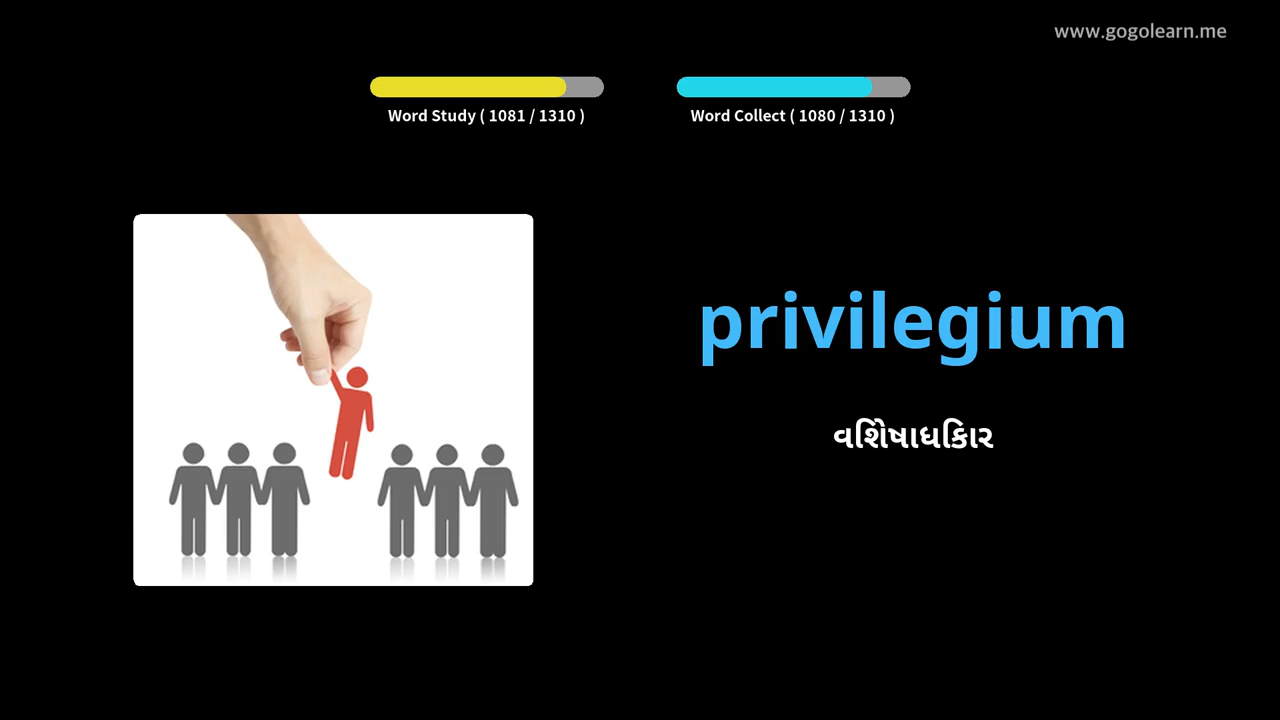 www.gogolearn.me
Word Study ( 1081 / 1310 )
Word Collect ( 1080 / 1310 )
privilegium
વિશેષાધિકાર